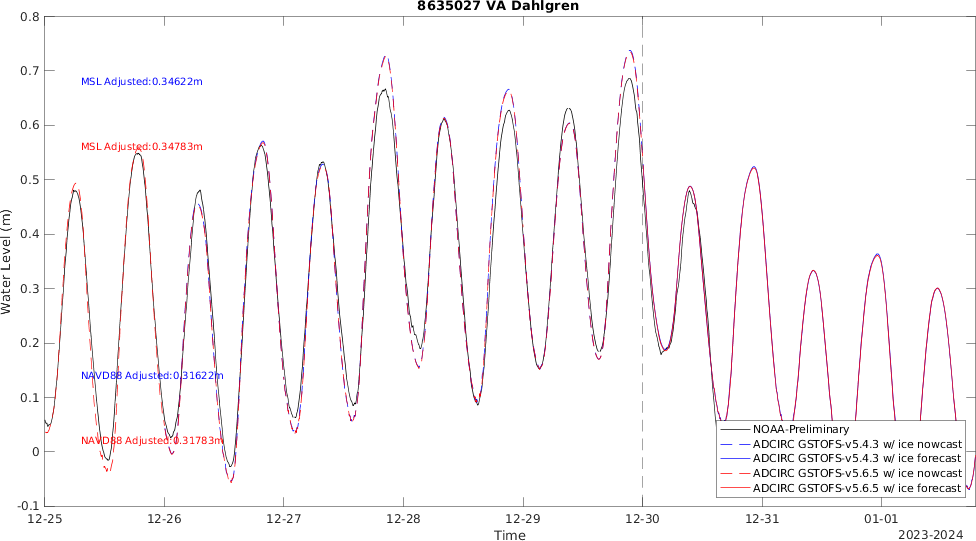 8635027 VA Dahlgren
0.8
0.7
0.6
0.5
0.4
0.3
0.2
0.1
0
-0.1
Water Level (m)
MSL Adjusted:0.34622m
MSL Adjusted:0.34783m
NAVD88 Adjusted:0.31622m
NAVD88 Adjusted:0.31783m
NOAA-Preliminary
ADCIRC GSTOFS-v5.4.3 w/ ice nowcast
ADCIRC GSTOFS-v5.4.3 w/ ice forecast
ADCIRC GSTOFS-v5.6.5 w/ ice nowcast
ADCIRC GSTOFS-v5.6.5 w/ ice forecast
12-25 12-26 12-27 12-28 12-29 12-30 12-31 01-01
Time
2023-2024